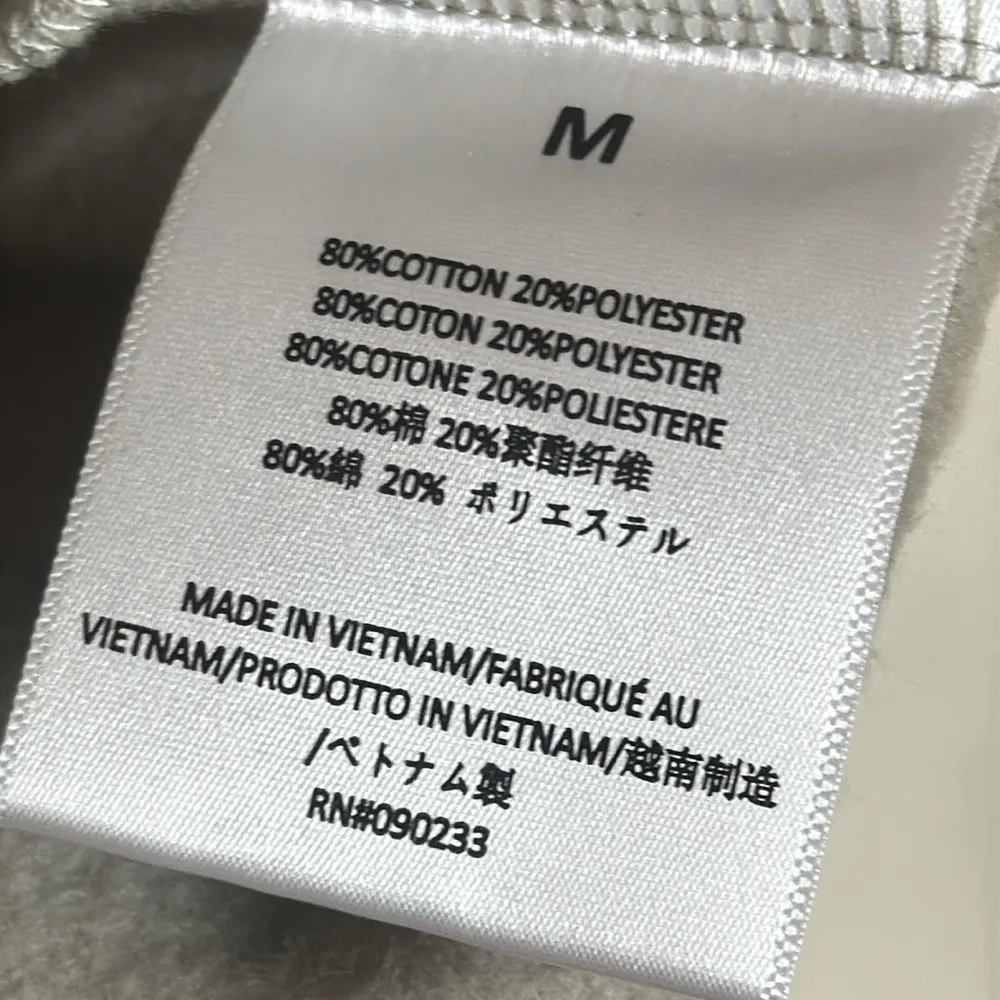 M
80%COTTON 20%POLYESTER
80%COTON 20%POLYESTER
80%COTONE 20%POLIESTERE
80%棉 20%聚酯纤维
80%綿 20% ポリエステル
MADE IN VIETNAM/FABRIQUÉ AU
VIETNAM/PRODOTTO IN VIETNAM/越南制造
/ベトナム製
RN#090233